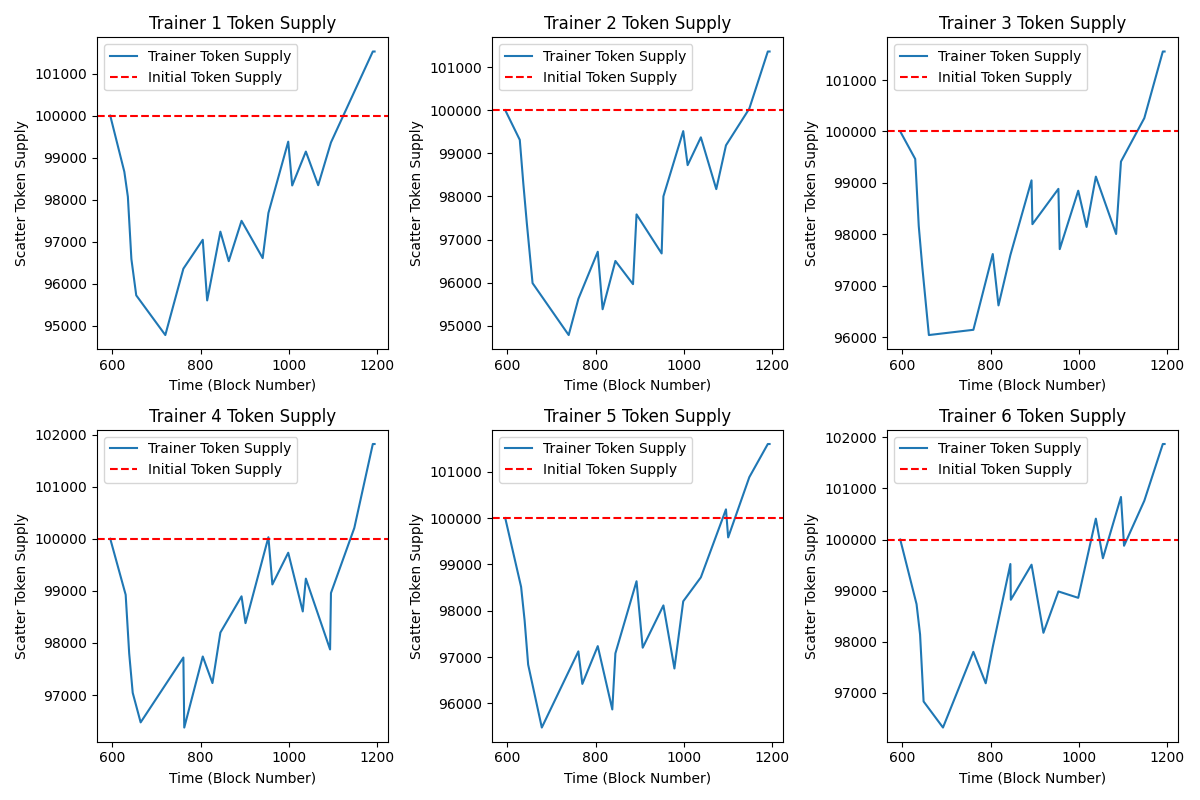 Trainer 1 Token Supply
Trainer Token Supply
Initial Token Supply
101000
100000
99000
98000
97000
96000
95000
Scatter Token Supply
600 800 1000 1200
Time (Block Number)
Trainer 2 Token Supply
Trainer Token Supply
Initial Token Supply
101000
100000
99000
98000
97000
96000
95000
Scatter Token Supply
600 800 1000 1200
Time (Block Number)
Trainer 3 Token Supply
Trainer Token Supply
Initial Token Supply
101000
100000
99000
98000
97000
96000
Scatter Token Supply
600 800 1000 1200
Time (Block Number)
Trainer 4 Token Supply
Trainer Token Supply
Initial Token Supply
102000
101000
100000
99000
98000
97000
Scatter Token Supply
600 800 1000 1200
Time (Block Number)
Trainer 5 Token Supply
Trainer Token Supply
Initial Token Supply
101000
100000
99000
98000
97000
96000
Scatter Token Supply
600 800 1000 1200
Time (Block Number)
Trainer 6 Token Supply
Trainer Token Supply
Initial Token Supply
102000
101000
100000
99000
98000
97000
Scatter Token Supply
600 800 1000 1200
Time (Block Number)